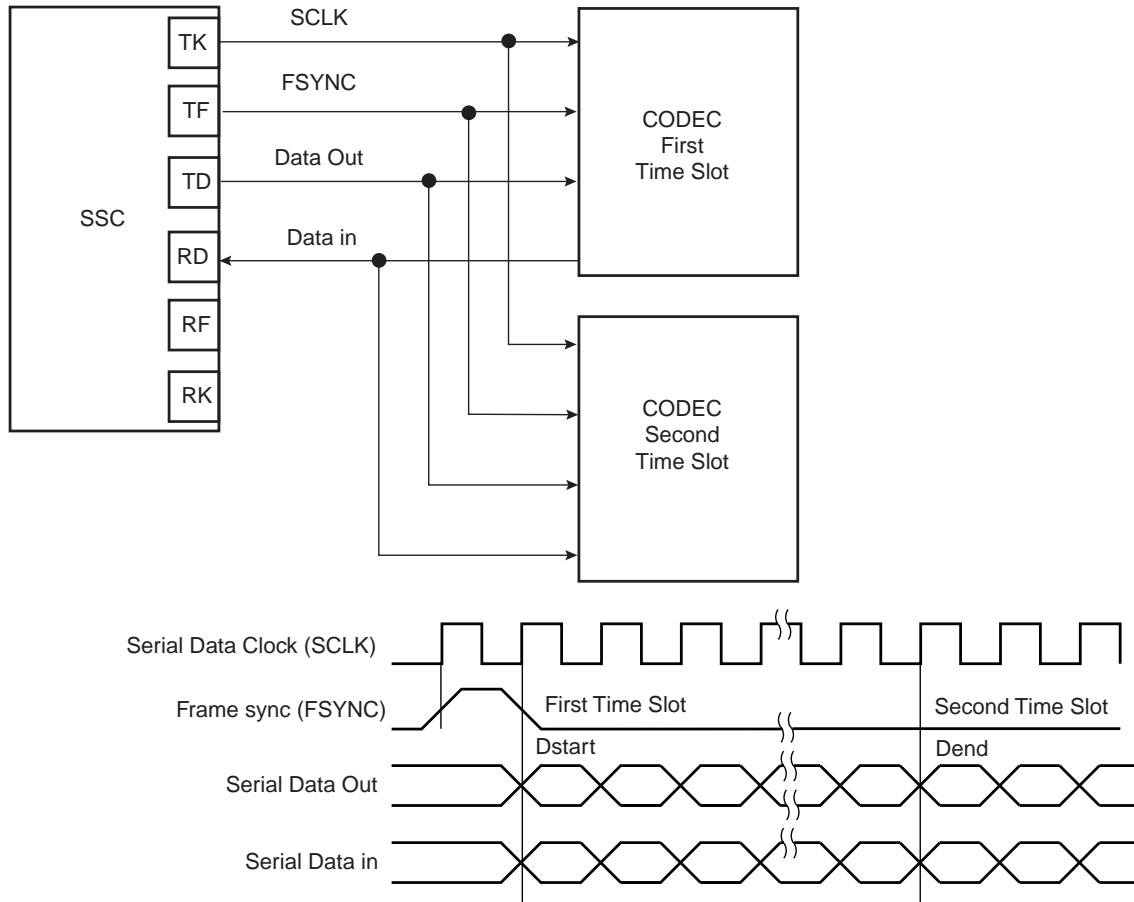 SCLK
TK
FSYNC
TF
CODEC
First
Time Slot
Data Out
TD
SSC
Data in
RD
RF
RK
CODEC
Second
Time Slot
Serial Data Clock (SCLK)
Frame sync (FSYNC)
First Time Slot
Second Time Slot
Dstart
Dend
Serial Data Out
Serial Data in